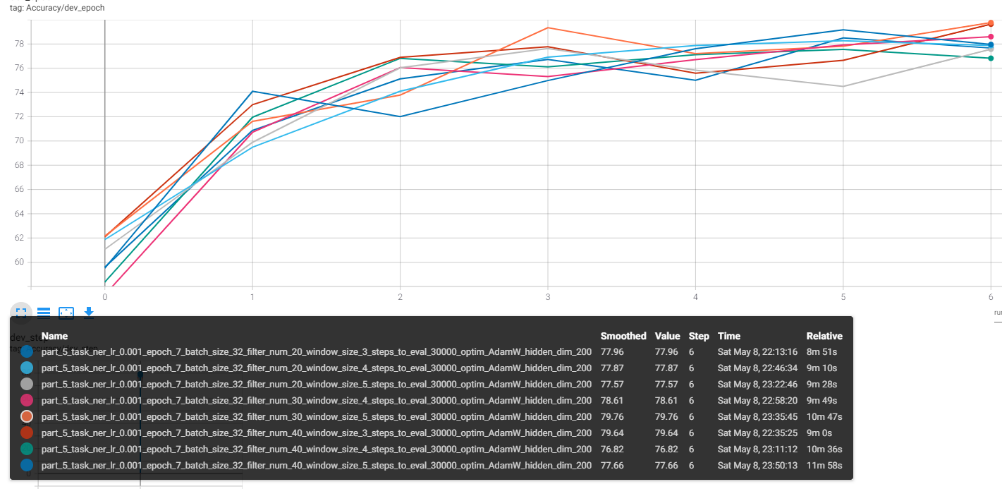 tag: Accuracy/dev_epoch
78
76
74
72
70
68
66
64
62
60
0 1 2 3 4 5 6
Name Smoothed Value Step Time Relative
part_5_task_ner_lr_0.001_epoch_7_batch_size_32_filter_num_20_window_size_3_steps_to_eval_30000_optim_AdamW_hidden_dim_200 77.96 77.96 6 Sat May 8, 22:13:16 8m 51s
part_5_task_ner_lr_0.001_epoch_7_batch_size_32_filter_num_20_window_size_4_steps_to_eval_30000_optim_AdamW_hidden_dim_200 77.87 77.87 6 Sat May 8, 22:46:34 9m 10s
part_5_task_ner_lr_0.001_epoch_7_batch_size_32_filter_num_20_window_size_5_steps_to_eval_30000_optim_AdamW_hidden_dim_200 77.57 77.57 6 Sat May 8, 23:22:46 9m 28s
part_5_task_ner_lr_0.001_epoch_7_batch_size_32_filter_num_30_window_size_4_steps_to_eval_30000_optim_AdamW_hidden_dim_200 78.61 78.61 6 Sat May 8, 22:58:20 9m 49s
part_5_task_ner_lr_0.001_epoch_7_batch_size_32_filter_num_30_window_size_5_steps_to_eval_30000_optim_AdamW_hidden_dim_200 79.76 79.76 6 Sat May 8, 23:35:45 10m 47s
part_5_task_ner_lr_0.001_epoch_7_batch_size_32_filter_num_40_window_size_3_steps_to_eval_30000_optim_AdamW_hidden_dim_200 79.64 79.64 6 Sat May 8, 22:35:25 9m 0s
part_5_task_ner_lr_0.001_epoch_7_batch_size_32_filter_num_40_window_size_4_steps_to_eval_30000_optim_AdamW_hidden_dim_200 76.82 76.82 6 Sat May 8, 23:11:12 10m 36s
part_5_task_ner_lr_0.001_epoch_7_batch_size_32_filter_num_40_window_size_5_steps_to_eval_30000_optim_AdamW_hidden_dim_200 77.66 77.66 6 Sat May 8, 23:50:13 11m 58s